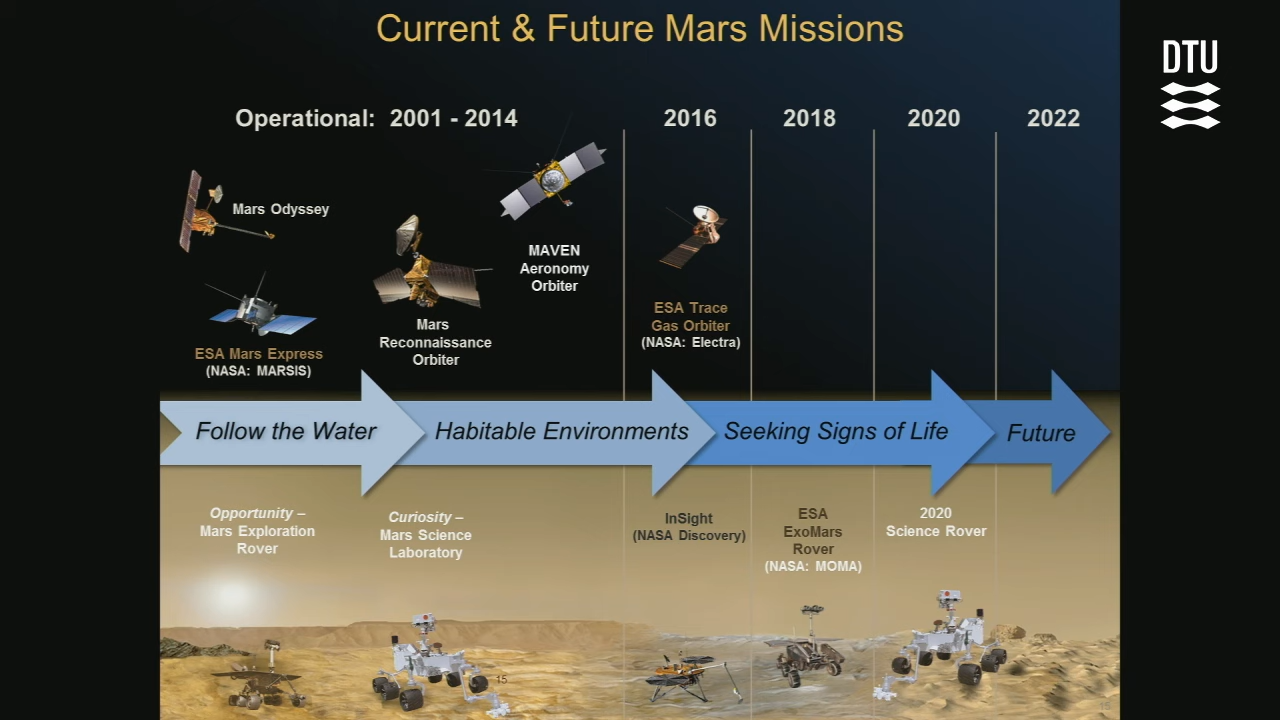 Current & Future Mars Missions
DTU
Operational: 2001 - 2014
2016
2018
2020
2022
Mars Odyssey
MAVEN
Aeronomy
Orbiter
ESA Trace
Gas Orbiter
(NASA: Electra)
Mars
Reconnaissance
Orbiter
ESA Mars Express
(NASA: MARSIS)
Follow the Water
Habitable Environments
Seeking Signs of Life
Future
Opportunity –
Mars Exploration
Rover
Curiosity –
Mars Science
Laboratory
InSight
(NASA Discovery)
ESA
ExoMars
Rover
(NASA: MOMA)
2020
Science Rover
15